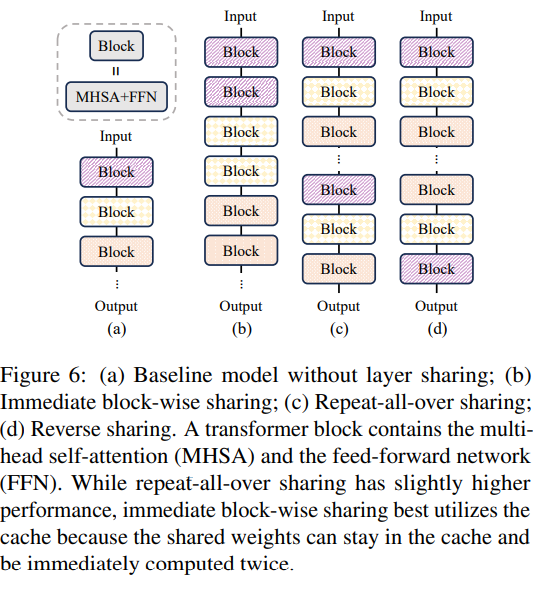 Block
=
MHSA+FFN
Input
Block
Block
Block
...
Output
(a)
Input
Block
Block
Block
Block
Block
Block
...
Output
(b)
Input
Block
Block
Block
...
Block
Block
Block
Output
(c)
Input
Block
Block
Block
...
Block
Block
Block
Output
(d)
Figure 6: (a) Baseline model without layer sharing; (b)
Immediate block-wise sharing; (c) Repeat-all-over sharing;
(d) Reverse sharing. A transformer block contains the multi-
head self-attention (MHSA) and the feed-forward network
(FFN). While repeat-all-over sharing has slightly higher
performance, immediate block-wise sharing best utilizes the
cache because the shared weights can stay in the cache and
be immediately computed twice.